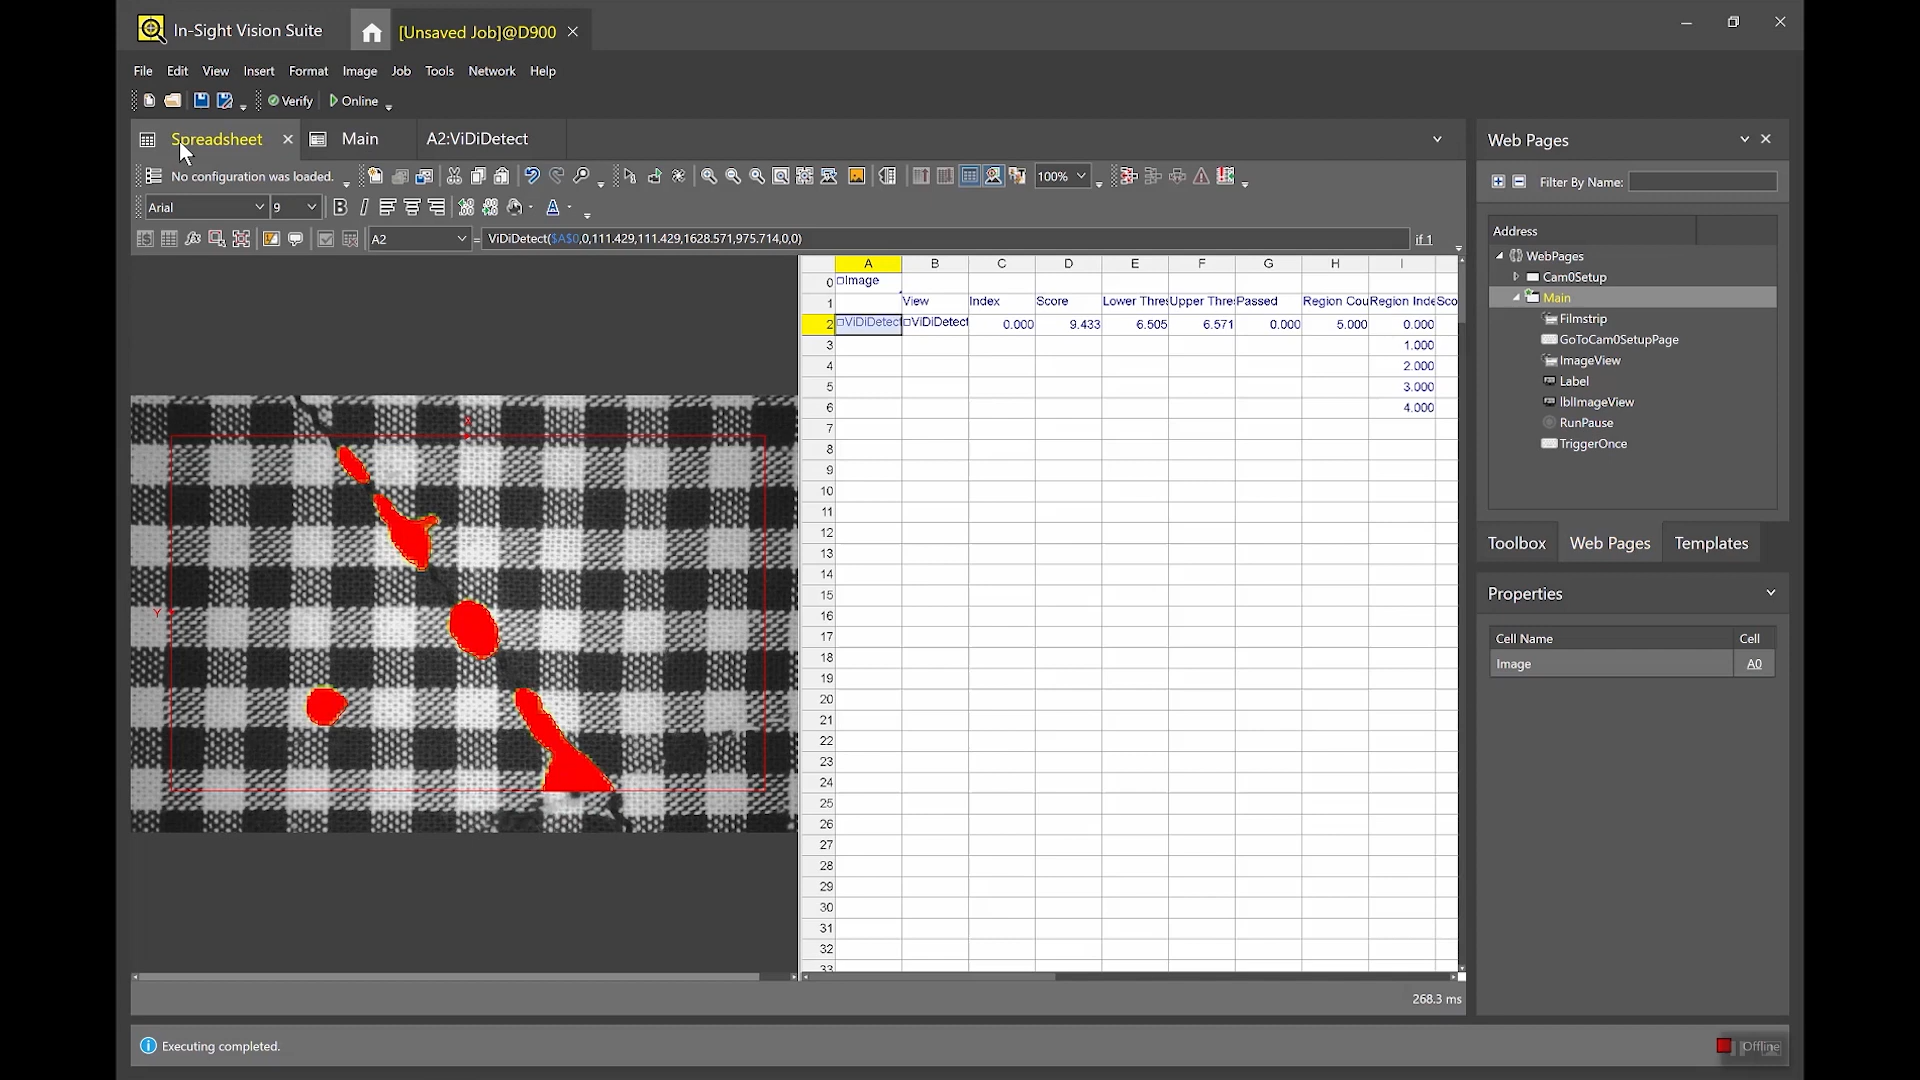 In-Sight Vision Suite
[Unsaved Job]@D900
File Edit View Insert Format Image Job Tools Network Help
Verify Online
Spreadsheet Main A2:ViDiDetect
No configuration was loaded.
100%
Arial 9
A2 = ViDiDetect($A$0,0,111.429,111.429,1628.571,975.714,0,0) if 1
A B C D E F G H I
0 Image
1 View Index Score Lower Thres Upper Thre Passed Region Cou Region Inde Sco
2 ViDiDetect ViDiDetect 0.000 9.433 6.505 6.571 0.000 5.000 0.000
3 1.000
4 2.000
5 3.000
6 4.000
7
8
9
10
11
12
13
14
15
16
17
18
19
20
21
22
23
24
25
26
27
28
29
30
31
32
33
X
Y
268.3 ms
Web Pages
Filter By Name:
Address
WebPages
Cam0Setup
Main
Filmstrip
GoToCam0SetupPage
ImageView
Label
lblImageView
RunPause
TriggerOnce
Toolbox Web Pages Templates
Properties
Cell Name Cell
Image A0
Executing completed.
Offline